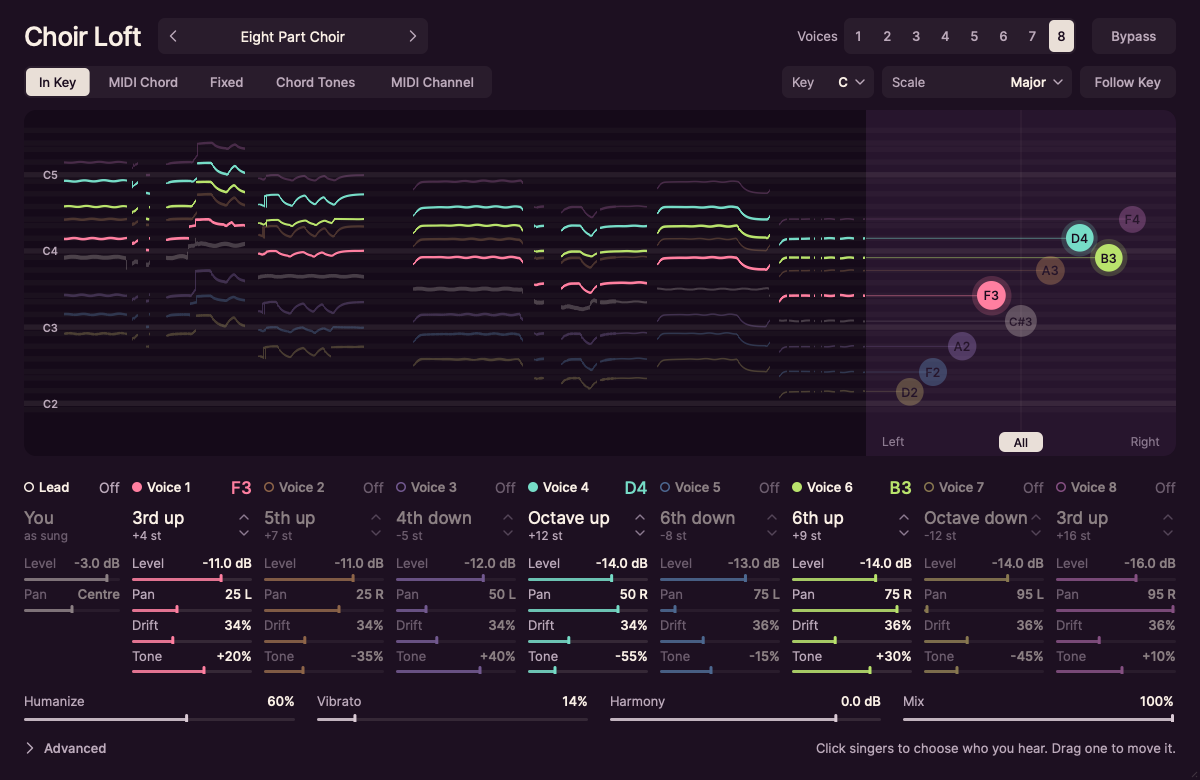 Choir Loft
Eight Part Choir
Voices 1 2 3 4 5 6 7 8
Bypass
In Key MIDI Chord Fixed Chord Tones MIDI Channel
Key C
Scale Major
Follow Key
C5
C4
C3
C2
F4
D4
B3
A3
F3
C#3
A2
F2
D2
Left All Right
Lead Off
You
as sung
Level -3.0 dB
Pan Centre
Voice 1 F3
3rd up
+4 st
Level -11.0 dB
Pan 25 L
Drift 34%
Tone +20%
Voice 2 Off
5th up
+7 st
Level -11.0 dB
Pan 25 R
Drift 34%
Tone -35%
Voice 3 Off
4th down
-5 st
Level -12.0 dB
Pan 50 L
Drift 34%
Tone +40%
Voice 4 D4
Octave up
+12 st
Level -14.0 dB
Pan 50 R
Drift 34%
Tone -55%
Voice 5 Off
6th down
-8 st
Level -13.0 dB
Pan 75 L
Drift 36%
Tone -15%
Voice 6 B3
6th up
+9 st
Level -14.0 dB
Pan 75 R
Drift 36%
Tone +30%
Voice 7 Off
Octave down
-12 st
Level -14.0 dB
Pan 95 L
Drift 36%
Tone -45%
Voice 8 Off
3rd up
+16 st
Level -16.0 dB
Pan 95 R
Drift 36%
Tone +10%
Humanize 60%
Vibrato 14%
Harmony 0.0 dB
Mix 100%
Advanced
Click singers to choose who you hear. Drag one to move it.